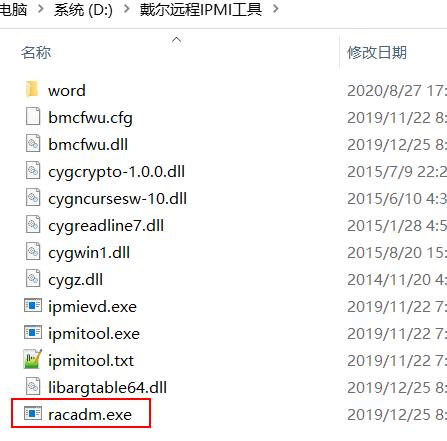 电脑 > 系统 (D:) > 戴尔远程IPMI工具 >
名称 修改日期
word 2020/8/27 17:
bmcfwu.cfg 2019/11/22 8:
bmcfwu.dll 2019/12/25 8:
cygcrypto-1.0.0.dll 2015/7/9 22:2
cygncursesw-10.dll 2015/6/10 4:3
cygreadline7.dll 2015/1/28 4:5
cygwin1.dll 2015/8/20 15:
cygz.dll 2014/11/20 4:
ipmievd.exe 2019/11/22 7:
ipmitool.exe 2019/11/22 7:
ipmitool.txt 2019/11/22 7:
libargtable64.dll 2019/12/25 8:
racadm.exe 2019/12/25 8: